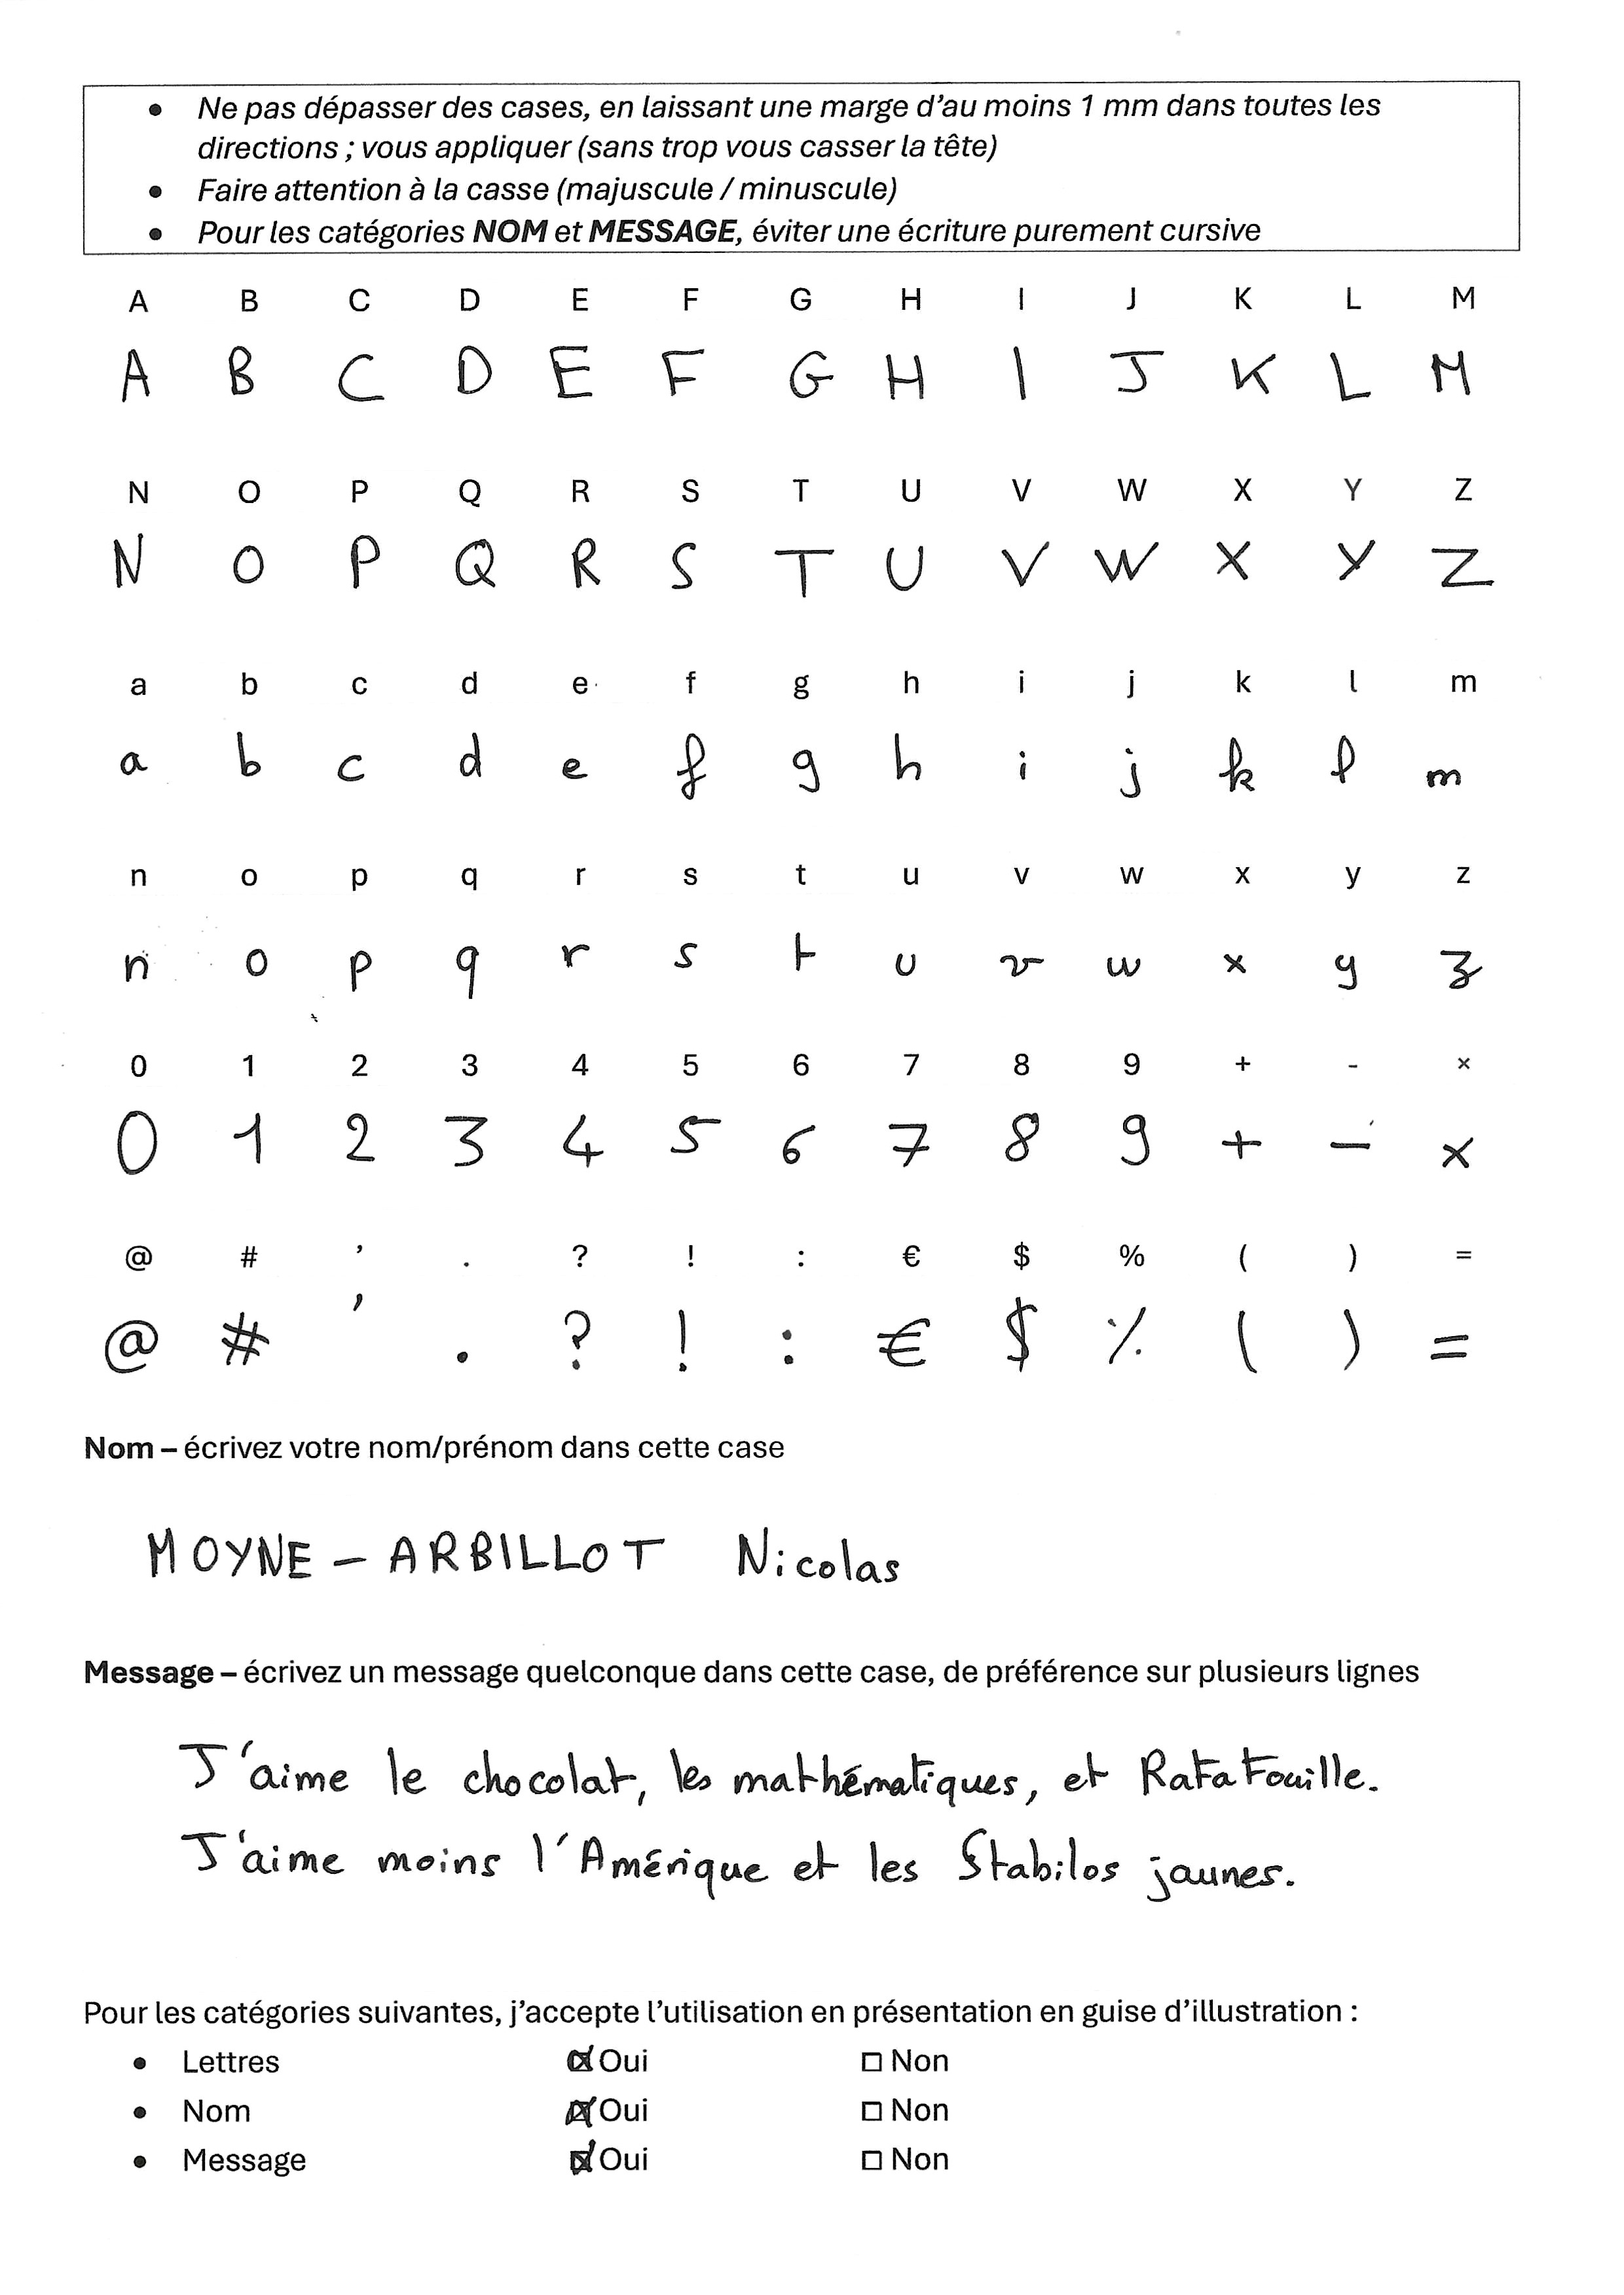 • Ne pas dépasser des cases, en laissant une marge d’au moins 1 mm dans toutes les
directions ; vous appliquer (sans trop vous casser la tête)
• Faire attention à la casse (majuscule / minuscule)
• Pour les catégories NOM et MESSAGE, éviter une écriture purement cursive
A B C D E F G H I J K L M
A B C D E F G H I J K L M
N O P Q R S T U V W X Y Z
N O P Q R S T U V W X Y Z
a b c d e f g h i j k l m
a b c d e f g h i j k l m
n o p q r s t u v w x y z
n o p q r s t u v w x y z
0 1 2 3 4 5 6 7 8 9 + - ×
0 1 2 3 4 5 6 7 8 9 + - ×
@ # ’ . ? ! : € $ % ( ) =
@ # ’ . ? ! : € $ % ( ) =
Nom – écrivez votre nom/prénom dans cette case
MOYNE - ARBILLOT Nicolas
Message – écrivez un message quelconque dans cette case, de préférence sur plusieurs lignes
J'aime le chocolat, les mathématiques, et Ratatouille.
J'aime moins l'Amérique et les Stabilos jaunes.
Pour les catégories suivantes, j’accepte l’utilisation en présentation en guise d’illustration :
• Lettres ☒ Oui ☐ Non
• Nom ☒ Oui ☐ Non
• Message ☒ Oui ☐ Non